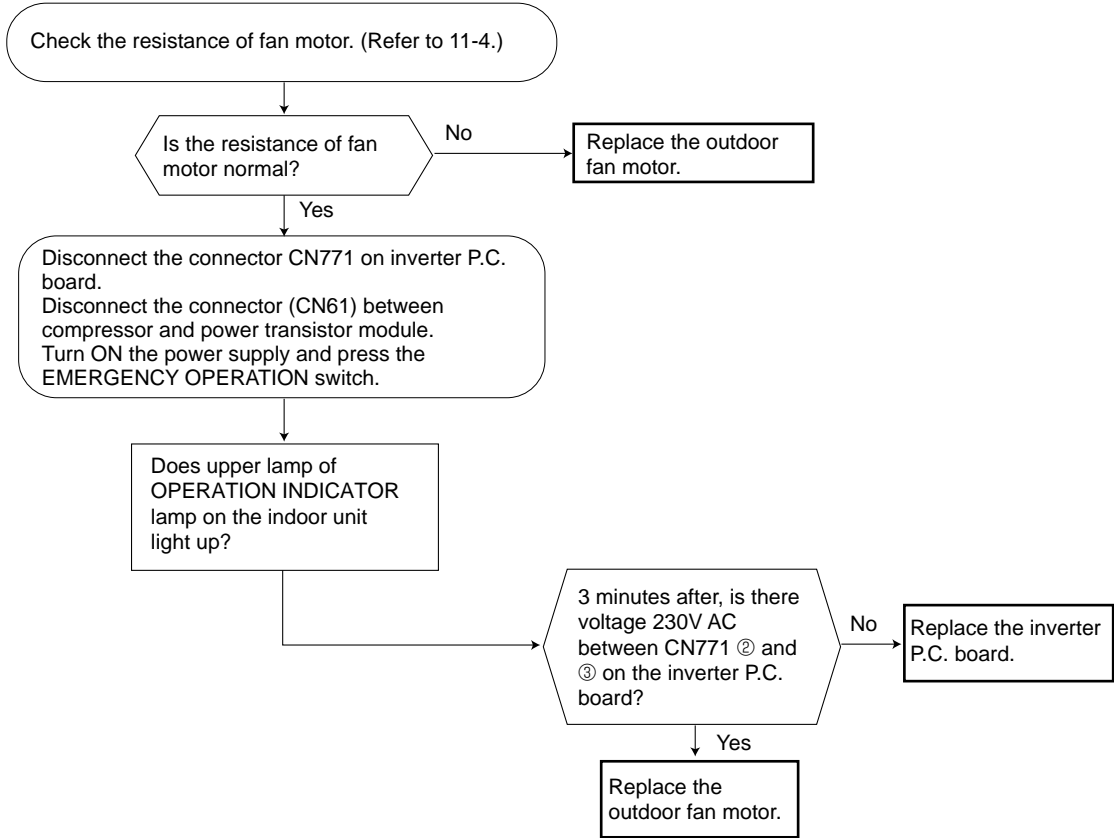 Check the resistance of fan motor. (Refer to 11-4.)
Is the resistance of fan
motor normal?
No
Replace the outdoor
fan motor.
Yes
Disconnect the connector CN771 on inverter P.C.
board.
Disconnect the connector (CN61) between
compressor and power transistor module.
Turn ON the power supply and press the
EMERGENCY OPERATION switch.
Does upper lamp of
OPERATION INDICATOR
lamp on the indoor unit
light up?
3 minutes after, is there
voltage 230V AC
between CN771 ② and
③ on the inverter P.C.
board?
No
Replace the inverter
P.C. board.
Yes
Replace the
outdoor fan motor.